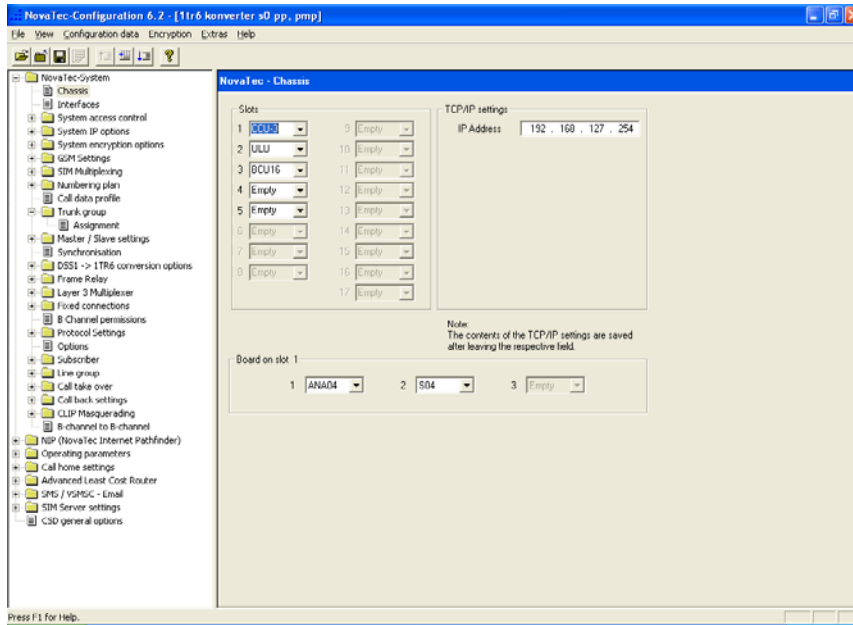 NovaTec-Configuration 6.2 - [1tr6 konverter s0 pp, pmp]
File View Configuration data Encryption Extras Help
NovaTec-System
Chassis
Interfaces
System access control
System IP options
System encryption options
GSM Settings
SIM Multiplexing
Numbering plan
Call data profile
Trunk group
Assignment
Master / Slave settings
Synchronisation
DSS1 -> 1TR6 conversion options
Frame Relay
Layer 3 Multiplexer
Fixed connections
B Channel permissions
Protocol Settings
Options
Subscriber
Line group
Call take over
Call back settings
CLIP Masquerading
B-channel to B-channel
NIP (NovaTec Internet Pathfinder)
Operating parameters
Call home settings
Advanced Least Cost Router
SMS / VSMSC - Email
SIM Server settings
CSD general options
NovaTec - Chassis
Slots
1 CCU-3 9 Empty
2 ULU 10 Empty
3 BCU16 11 Empty
4 Empty 12 Empty
5 Empty 13 Empty
6 Empty 14 Empty
7 Empty 15 Empty
8 Empty 16 Empty
17 Empty
TCP/IP settings
IP Address 192 . 168 . 127 . 254
Note:
The contents of the TCP/IP settings are saved
after leaving the respective field.
Board on slot 1
1 ANA04 2 S04 3 Empty
Press F1 for Help.